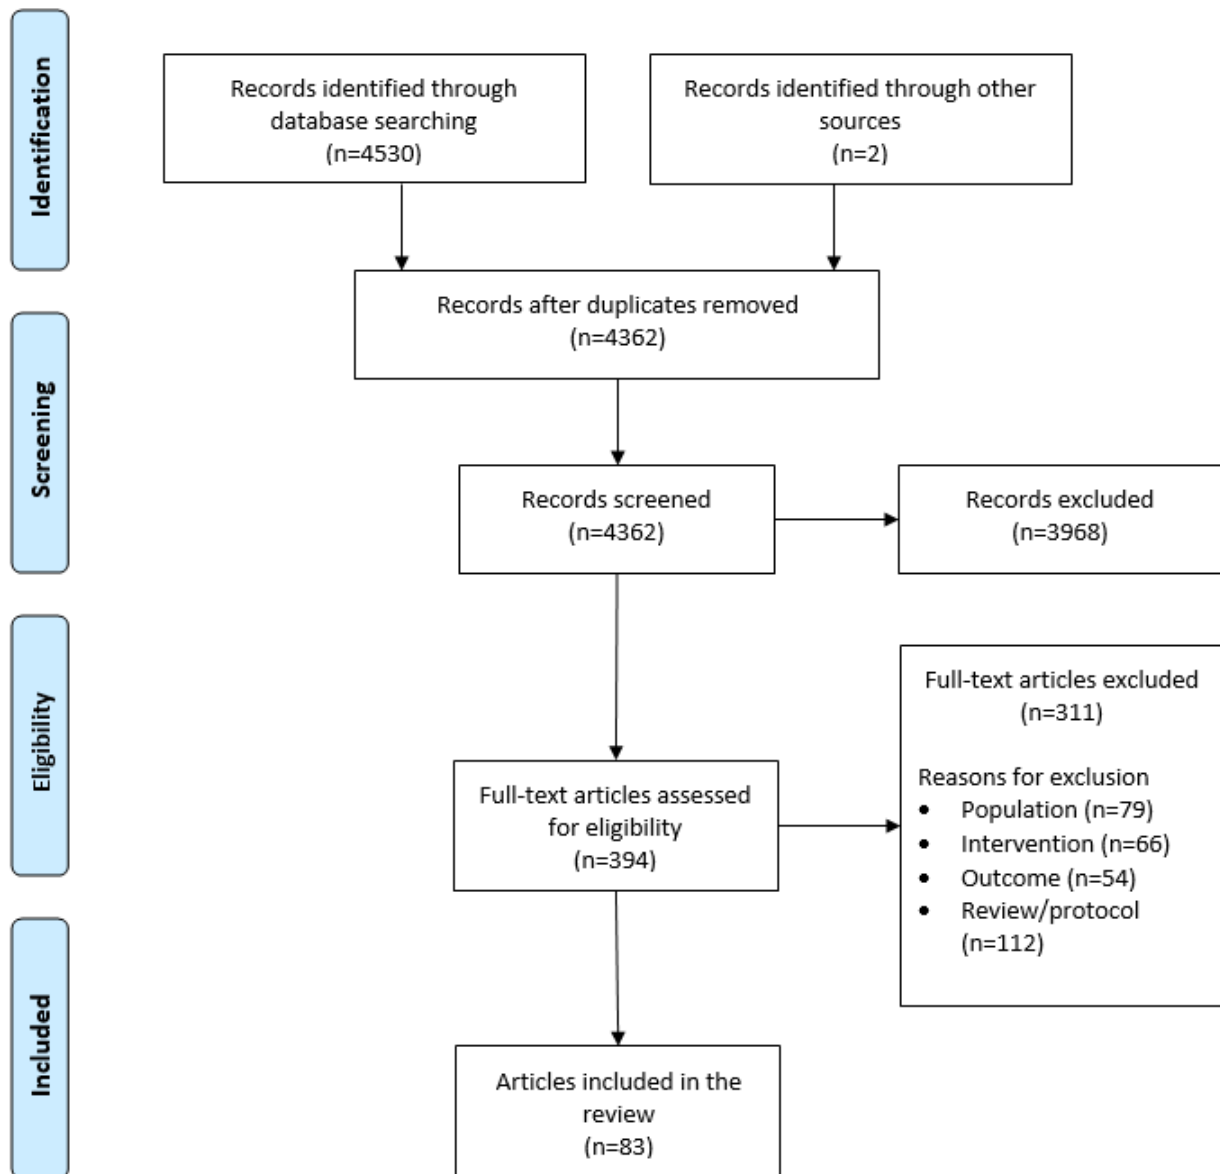 Identification
Records identified through
database searching
(n=4530)
Records identified through other
sources
(n=2)
Records after duplicates removed
(n=4362)
Screening
Records screened
(n=4362)
Records excluded
(n=3968)
Eligibility
Full-text articles assessed
for eligibility
(n=394)
Full-text articles excluded
(n=311)
Reasons for exclusion
• Population (n=79)
• Intervention (n=66)
• Outcome (n=54)
• Review/protocol
(n=112)
Included
Articles included in the
review
(n=83)